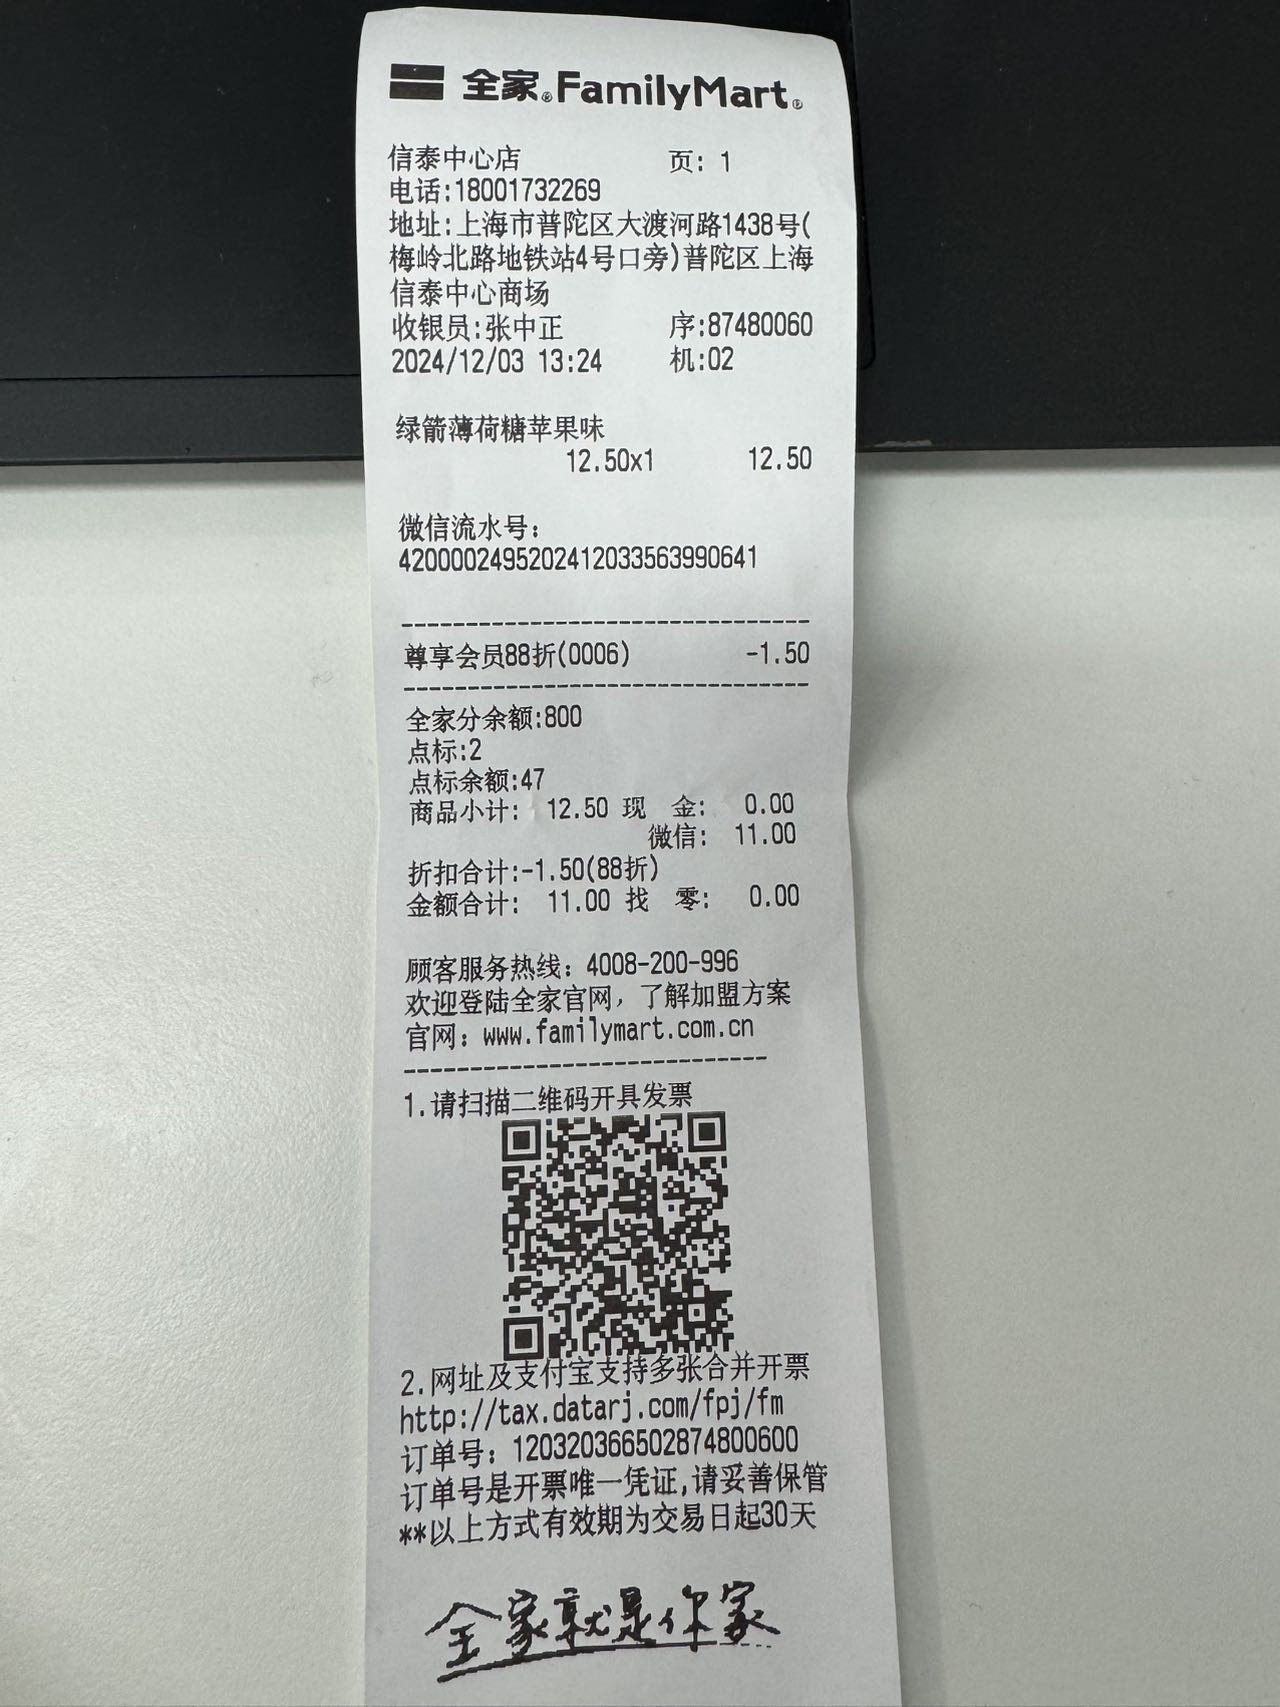 全家®FamilyMart®
信泰中心店 页: 1
电话:18001732269
地址:上海市普陀区大渡河路1438号(
梅岭北路地铁站4号口旁)普陀区上海
信泰中心商场
收银员:张中正 序:87480060
2024/12/03 13:24 机:02
绿箭薄荷糖苹果味
12.50x1 12.50
微信流水号:
4200002495202412033563990641
尊享会员88折(0006) -1.50
全家分余额:800
点标:2
点标余额:47
商品小计: 12.50 现 金: 0.00
微信: 11.00
折扣合计:-1.50(88折)
金额合计: 11.00 找 零: 0.00
顾客服务热线: 4008-200-996
欢迎登陆全家官网，了解加盟方案
官网: www.familymart.com.cn
1.请扫描二维码开具发票
2.网址及支付宝支持多张合并开票
http://tax.datarj.com/fpj/fm
订单号: 120320366502874800600
订单号是开票唯一凭证,请妥善保管
**以上方式有效期为交易日起30天
全家就是你家